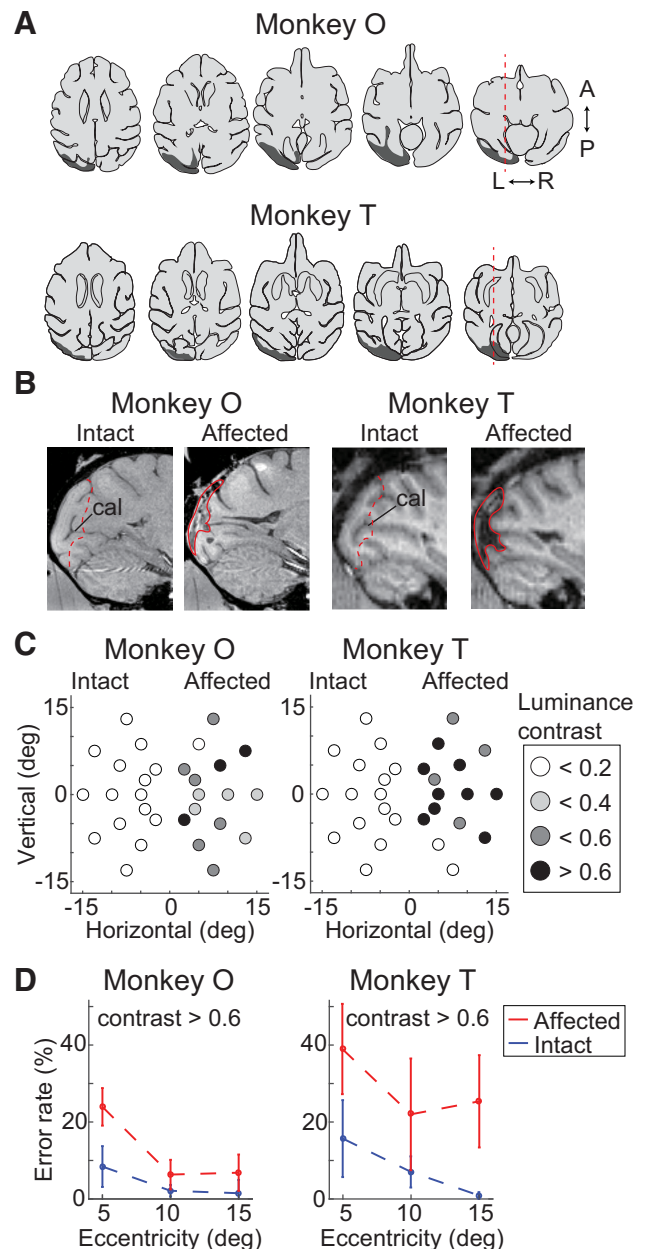 A
Monkey O
A
P
L R
Monkey T
B
Monkey O Monkey T
Intact Affected Intact Affected
cal cal
C
Monkey O Monkey T
Intact Affected Intact Affected
Luminance
contrast
< 0.2
< 0.4
< 0.6
> 0.6
Vertical (deg)
15
0
-15
-15 0 15 -15 0 15
Horizontal (deg) Horizontal (deg)
D
Monkey O Monkey T
contrast > 0.6 contrast > 0.6
Affected
Intact
Error rate (%)
40 40
20 20
0 0
5 10 15 5 10 15
Eccentricity (deg) Eccentricity (deg)